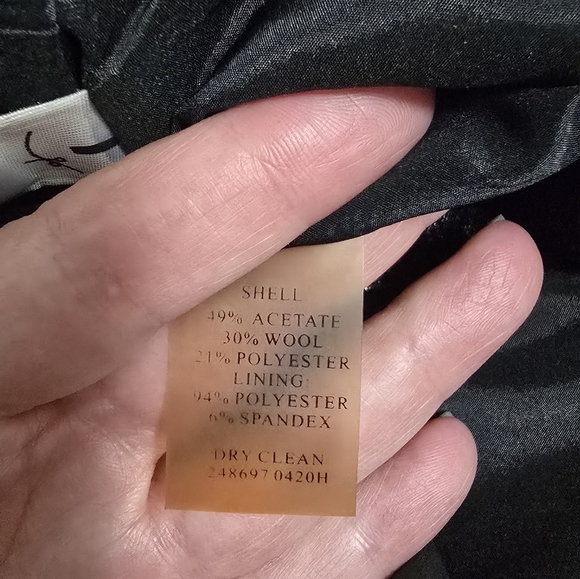 SHELL
49% ACETATE
30% WOOL
21% POLYESTER
LINING:
94% POLYESTER
6% SPANDEX
DRY CLEAN
248697 0420H